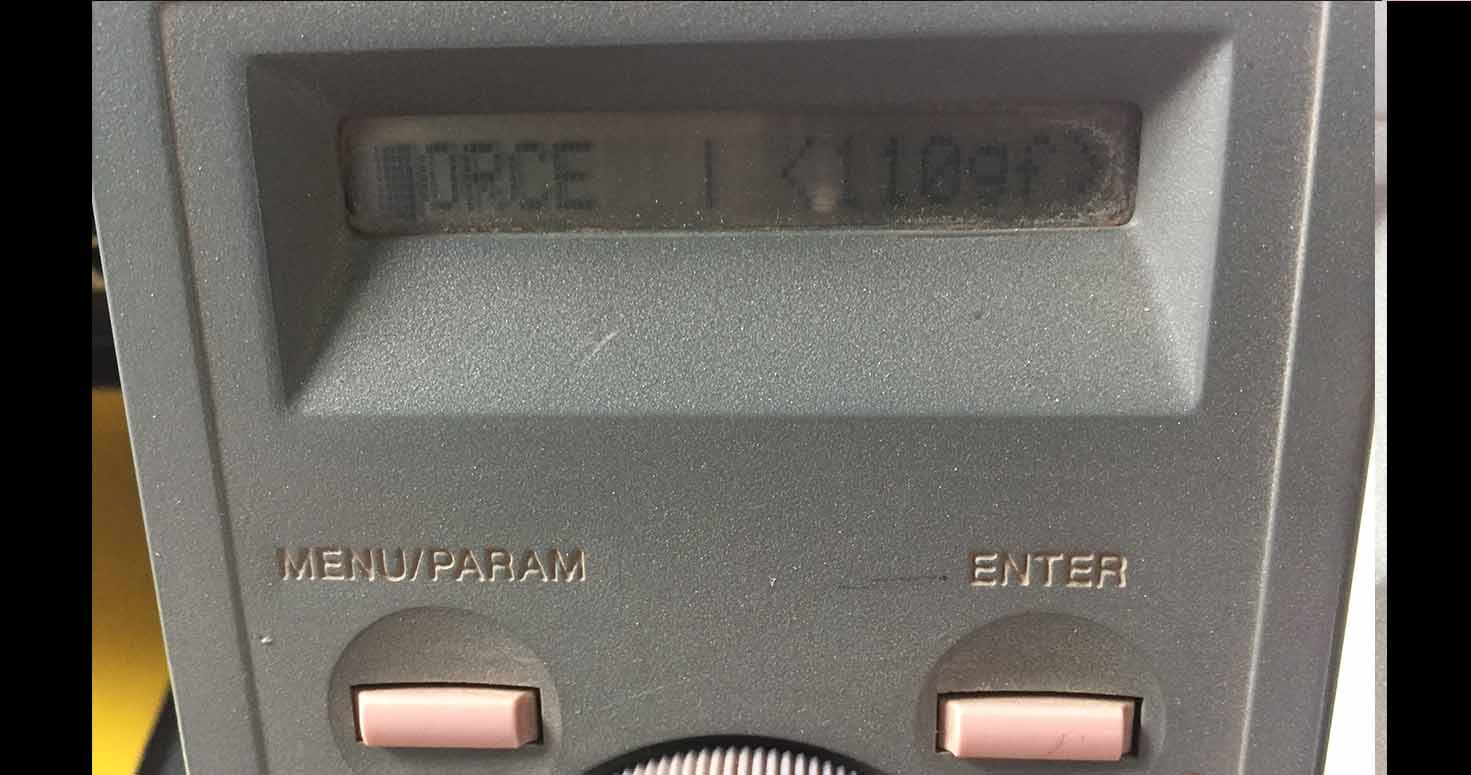 ORCE | <110gf>
MENU/PARAM ENTER